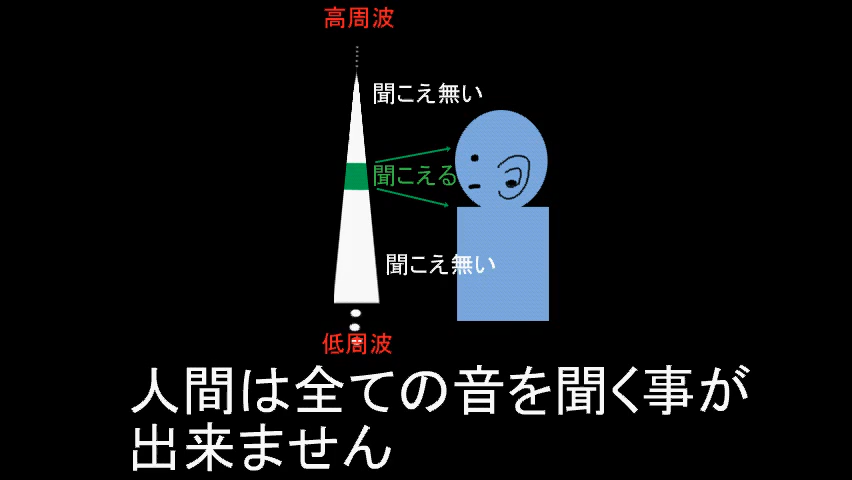 高周波
聞こえ無い
聞こえる
聞こえ無い
低周波
人間は全ての音を聞く事が
出来ません